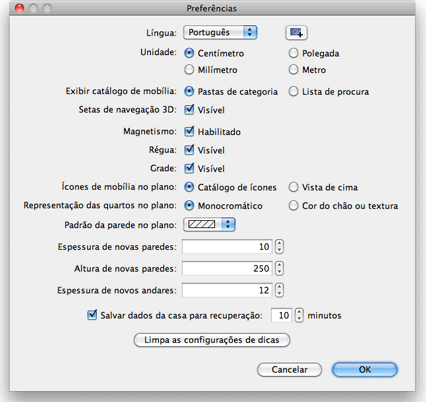 Preferências
Língua: Português
Unidade: Centímetro Polegada
Milímetro Metro
Exibir catálogo de mobília: Pastas de categoria Lista de procura
Setas de navegação 3D: Visível
Magnetismo: Habilitado
Régua: Visível
Grade: Visível
Ícones de mobília no plano: Catálogo de ícones Vista de cima
Representação das quartos no plano: Monocromático Cor do chão ou textura
Padrão da parede no plano:
Espessura de novas paredes: 10
Altura de novas paredes: 250
Espessura de novos andares: 12
Salvar dados da casa para recuperação: 10 minutos
Limpa as configurações de dicas
Cancelar OK